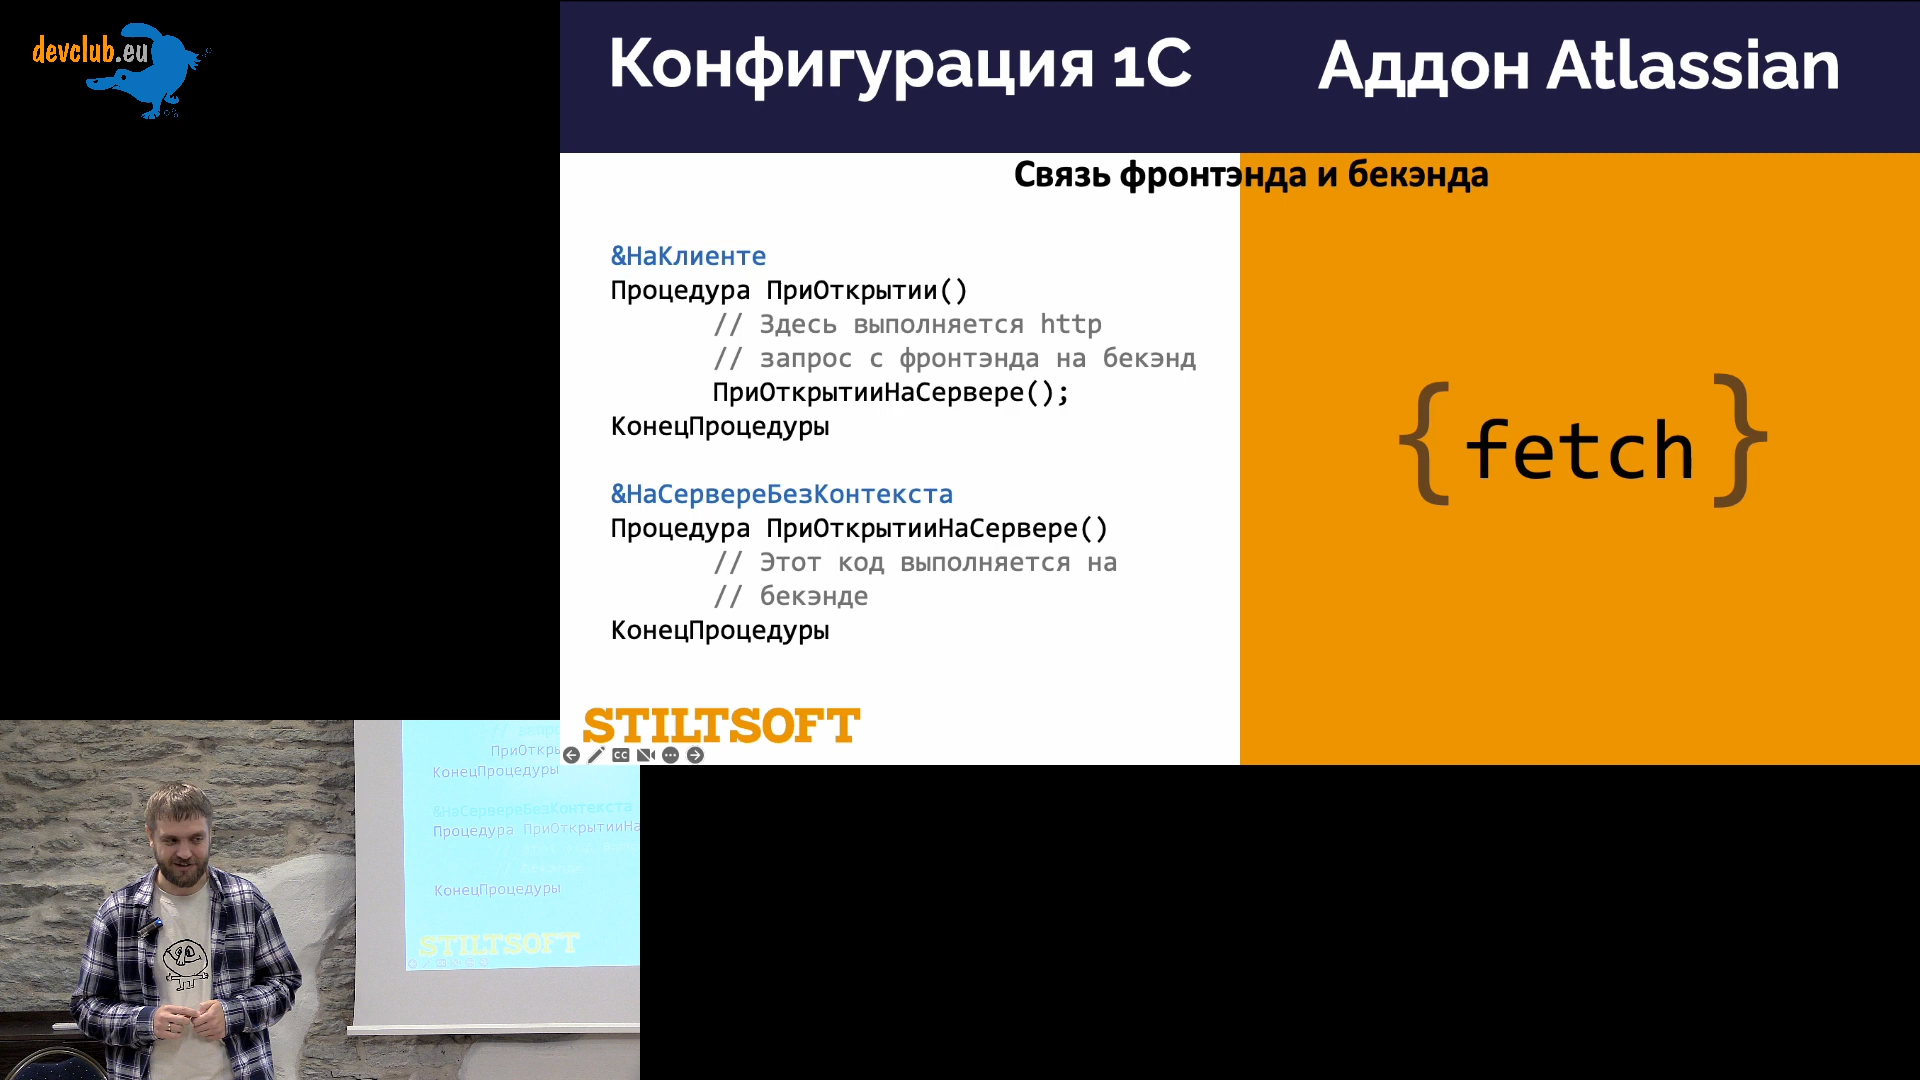 devclub.eu
Конфигурация 1С
Аддон Atlassian
Связь фронтэнда и бекэнда
&НаКлиенте
Процедура ПриОткрытии()
// Здесь выполняется http
// запрос с фронтэнда на бекэнд
ПриОткрытииНаСервере();
КонецПроцедуры
&НаСервереБезКонтекста
Процедура ПриОткрытииНаСервере()
// Этот код выполняется на
// бекэнде
КонецПроцедуры
{fetch}
STILTSOFT
CC
ПриОткры
КонецПроцедуры
&НаСервереБезКонтекста
Процедура ПриОткрытииНа
КонецПроцедуры
STILTSOFT